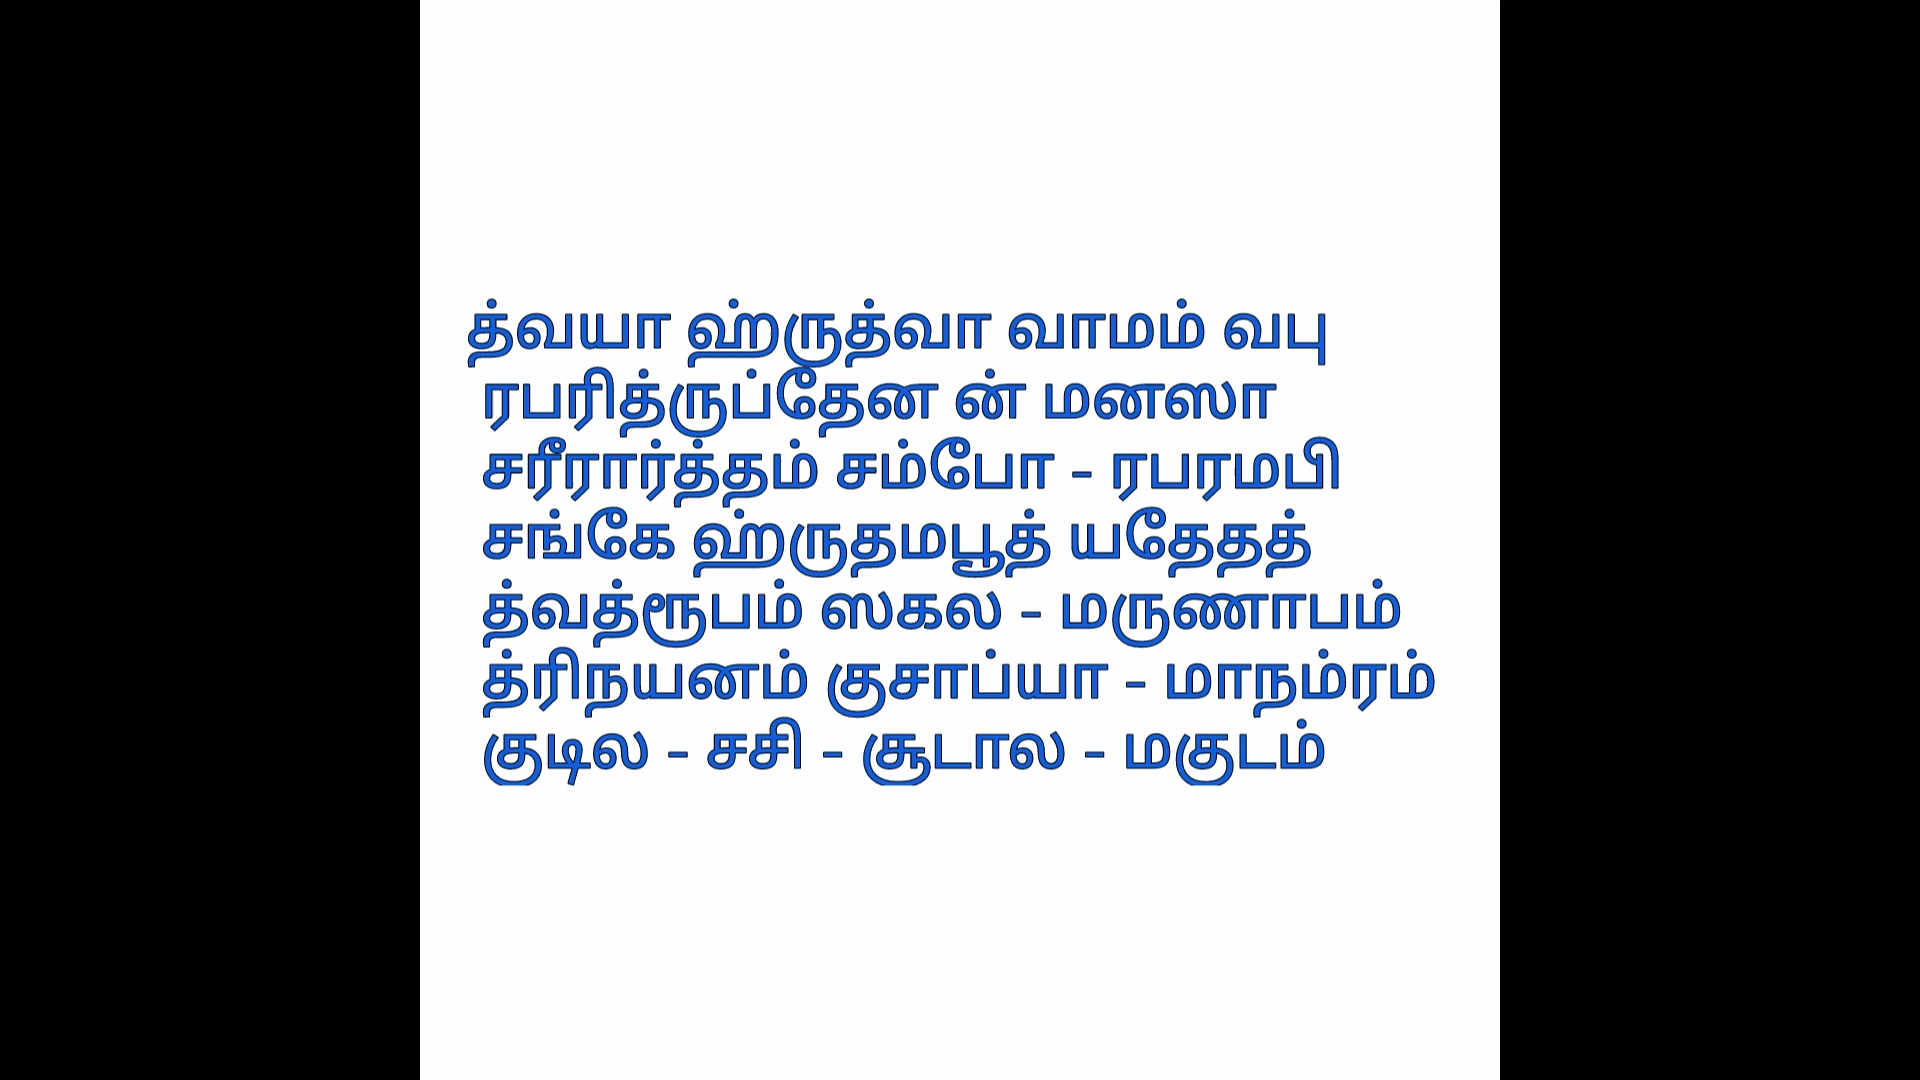 த்வயா ஹ்ருத்வா வாமம் வபு
ரபரித்ருப்தேன ன் மனஸா
சரீரார்த்தம் சம்போ - ரபரமபி
சங்கே ஹ்ருதமபூத் யதேதத்
த்வத்ரூபம் ஸகல - மருணாபம்
த்ரிநயனம் குசாப்யா - மாநம்ரம்
குடில - சசி - சூடால - மகுடம்